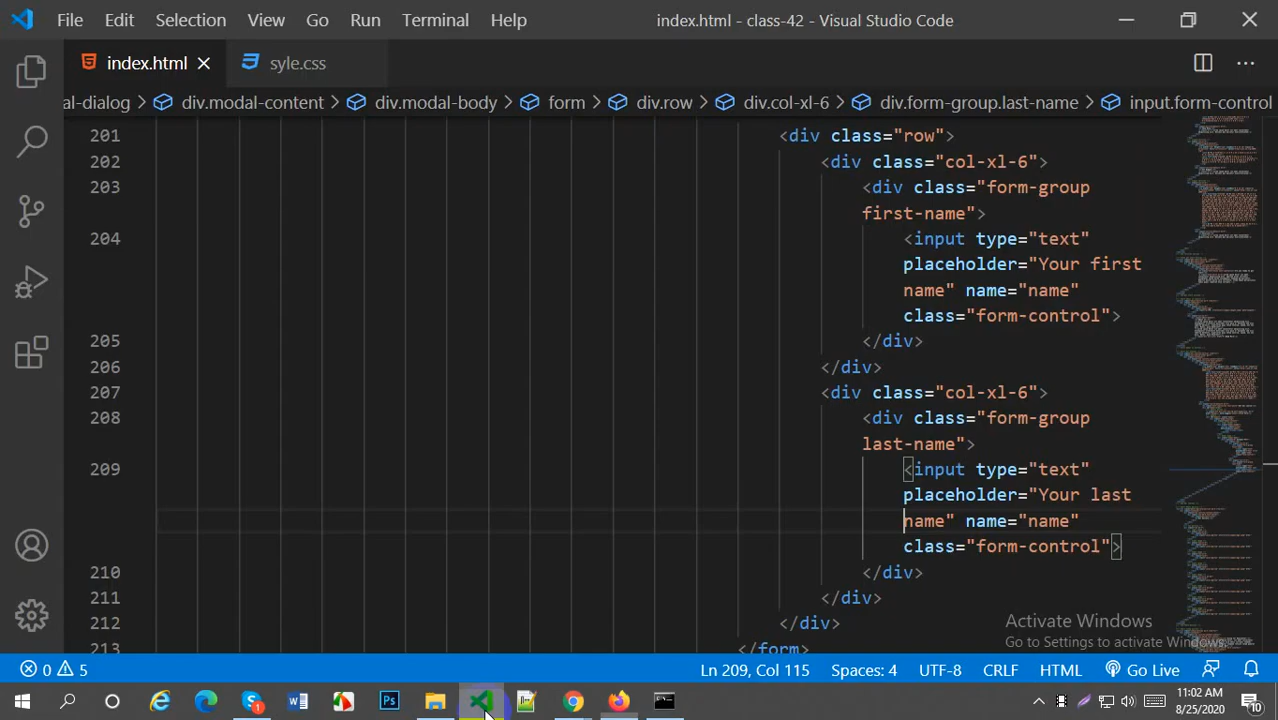 File Edit Selection View Go Run Terminal Help index.html - class-42 - Visual Studio Code
index.html syle.css
al-dialog > div.modal-content > div.modal-body > form > div.row > div.col-xl-6 > div.form-group.last-name > input.form-control
201 <div class="row">
202 <div class="col-xl-6">
203 <div class="form-group
first-name">
204 <input type="text"
placeholder="Your first
name" name="name"
class="form-control">
205 </div>
206 </div>
207 <div class="col-xl-6">
208 <div class="form-group
last-name">
209 <input type="text"
placeholder="Your last
name" name="name"
class="form-control">
210 </div>
211 </div>
212 </div>
213 </form>
Activate Windows
Go to Settings to activate Windows.
0 5 Ln 209, Col 115 Spaces: 4 UTF-8 CRLF HTML Go Live
11:02 AM
8/25/2020